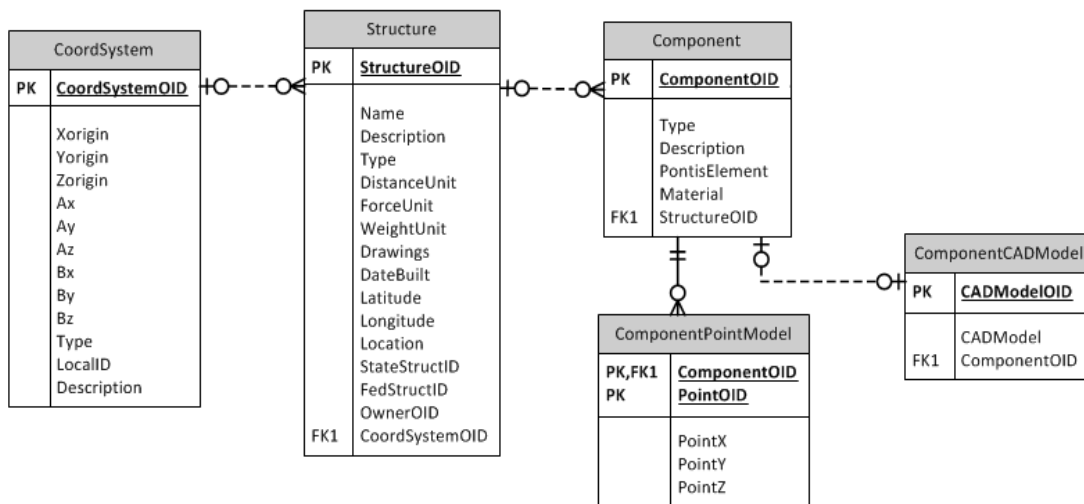 CoordSystem
PK CoordSystemOID
Xorigin
Yorigin
Zorigin
Ax
Ay
Az
Bx
By
Bz
Type
LocalID
Description
Structure
PK StructureOID
Name
Description
Type
DistanceUnit
ForceUnit
WeightUnit
Drawings
DateBuilt
Latitude
Longitude
Location
StateStructID
FedStructID
OwnerOID
FK1 CoordSystemOID
Component
PK ComponentOID
Type
Description
PontisElement
Material
FK1 StructureOID
ComponentPointModel
PK,FK1 ComponentOID
PK PointOID
PointX
PointY
PointZ
ComponentCADModel
PK CADModelOID
CADModel
FK1 ComponentOID